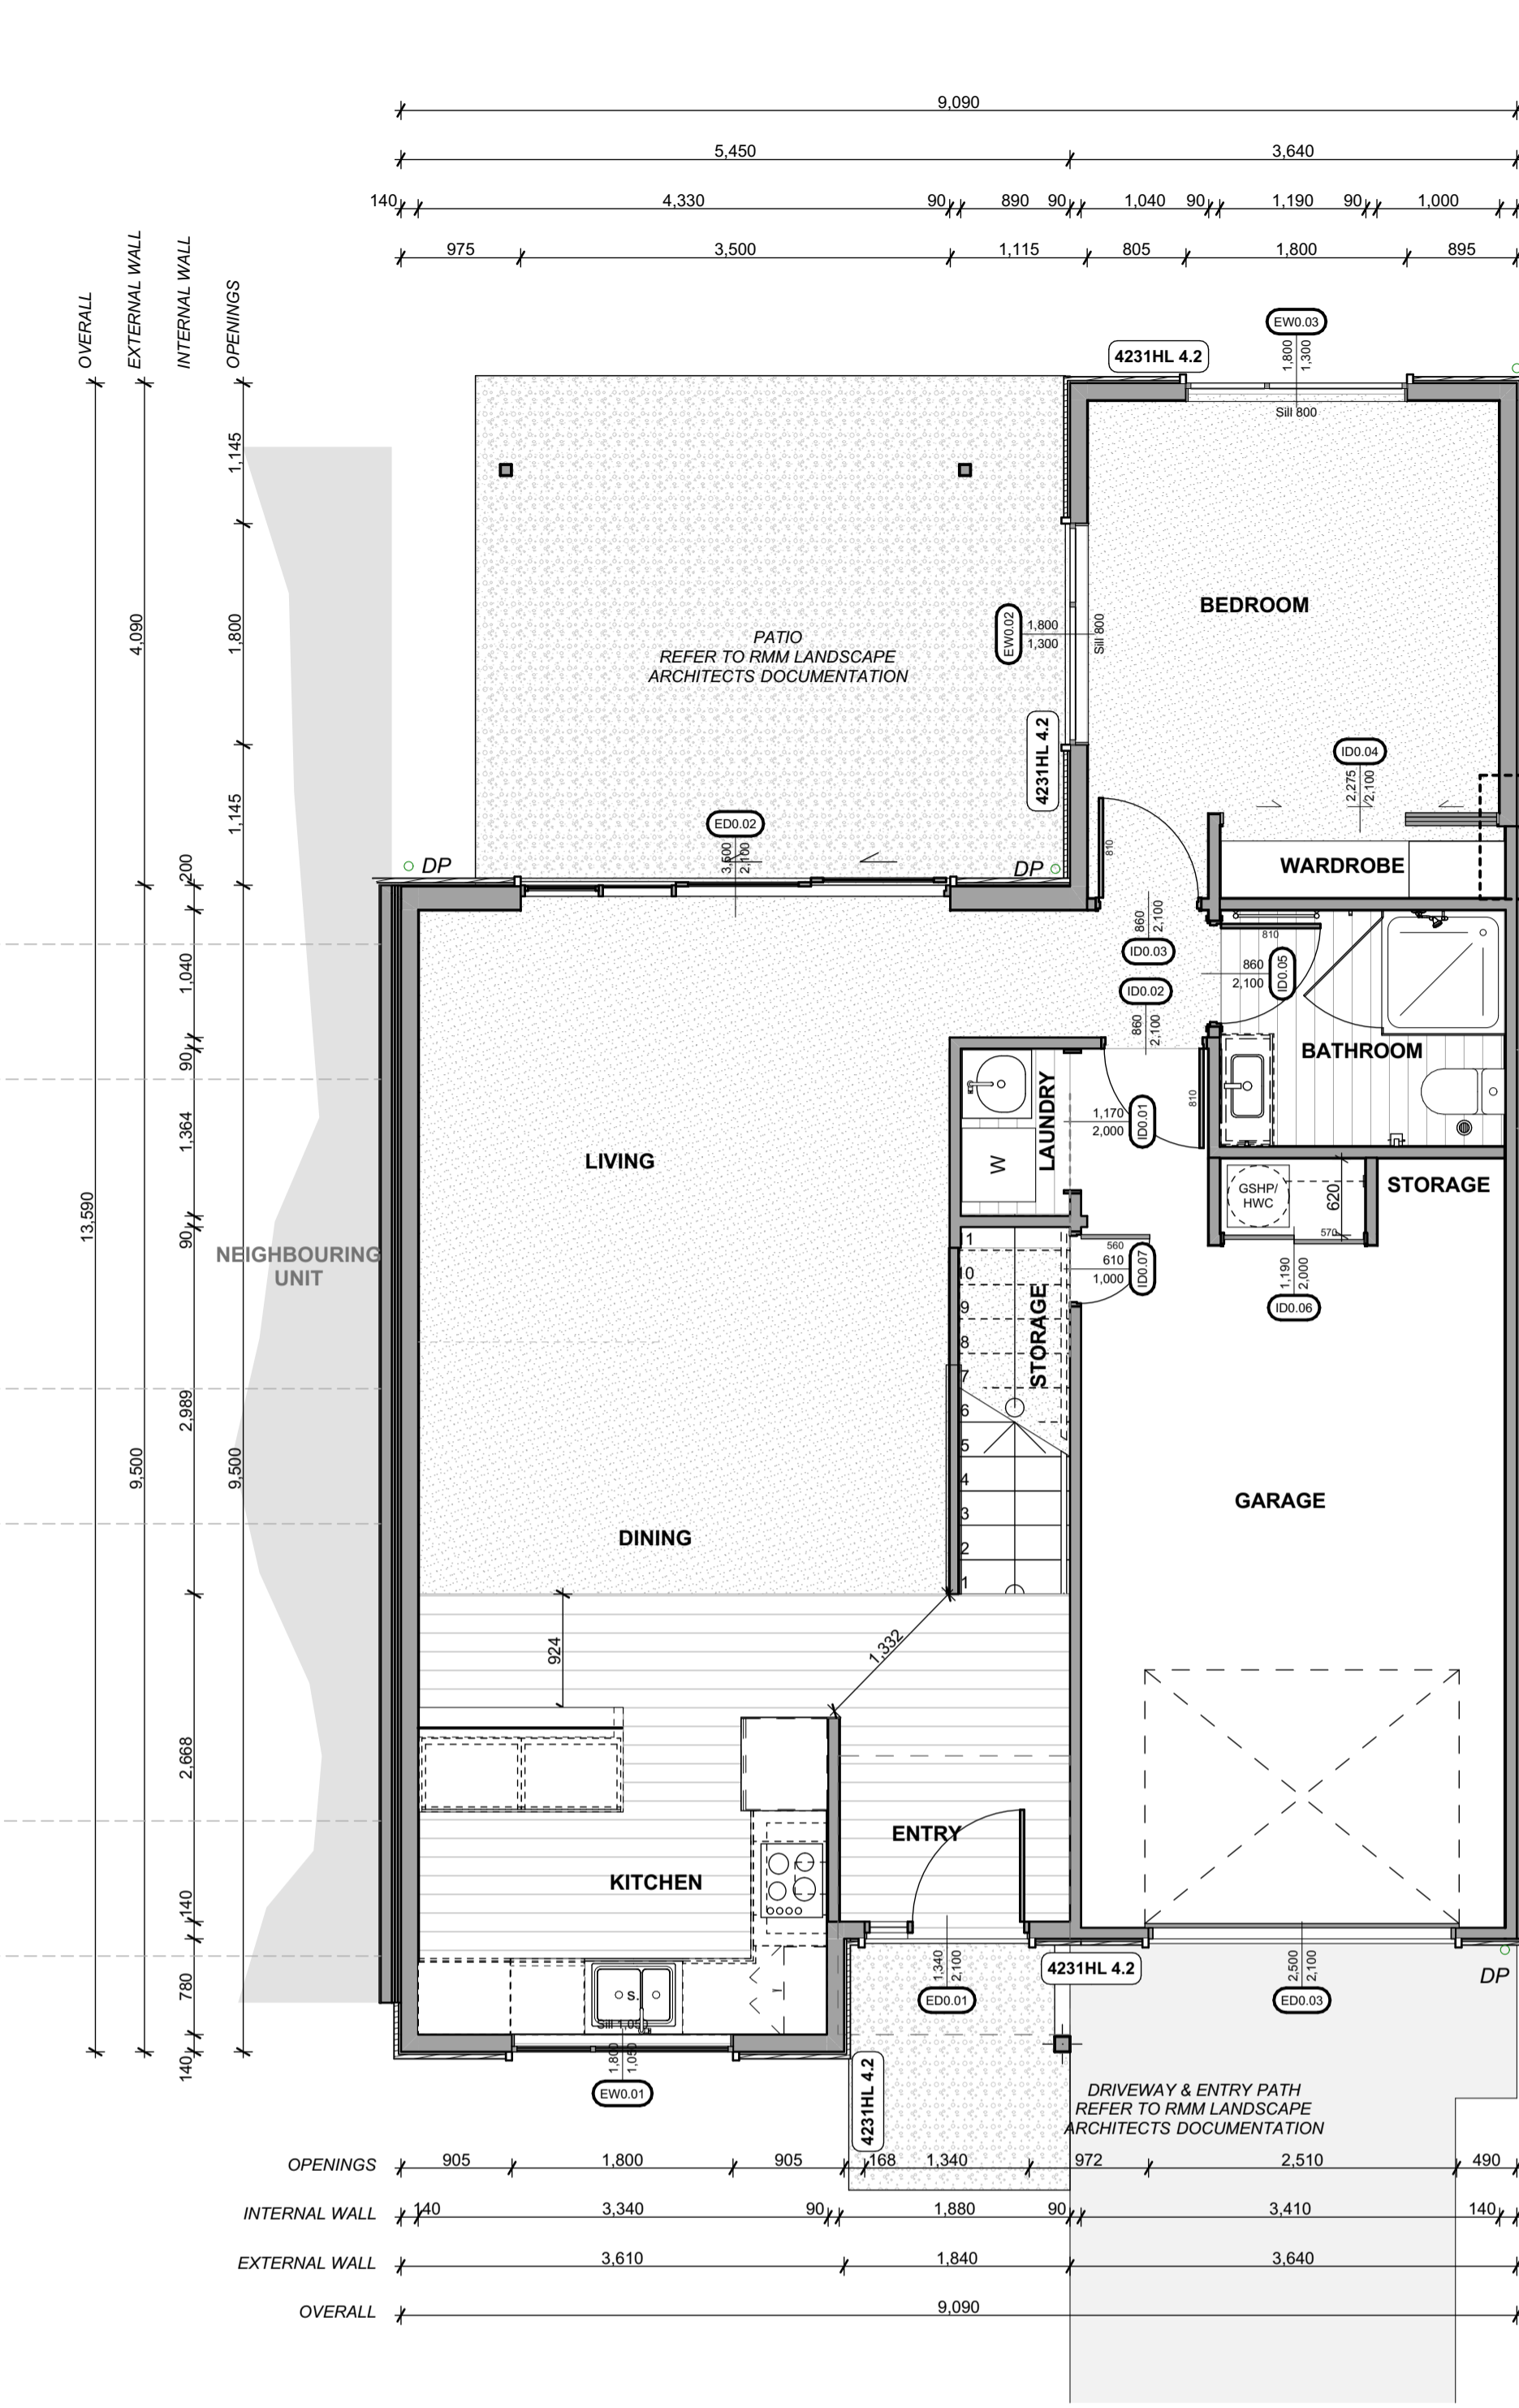 9,090
5,450 3,640
140 4,330 90 890 90 1,040 90 1,190 90 1,000
975 3,500 1,115 805 1,800 895
OVERALL
EXTERNAL WALL
INTERNAL WALL
OPENINGS
EW0.03
1,800
1,300
4231HL 4.2
Sill 800
1,145
4,090
1,800
1,145
200
BEDROOM
EW0.02
1,800
1,300
Sill 800
PATIO
REFER TO RMM LANDSCAPE
ARCHITECTS DOCUMENTATION
4231HL 4.2
ID0.04
2,275
2,100
ED0.02
3,500
2,100
DP
DP
810
WARDROBE
860
2,100
ID0.03
ID0.02
860
2,100
810
860
2,100
ID0.05
BATHROOM
1,040
90
1,364
90
13,590
LAUNDRY
W
1,170
2,000
ID0.01
810
LIVING
GSHP/
HWC
620
570
STORAGE
NEIGHBOURING
UNIT
560
610
1,000
ID0.07
1,190
2,000
ID0.06
STORAGE
11
10
9
8
7
6
5
4
3
2
1
2,989
9,500
9,500
GARAGE
DINING
924
1,332
2,668
140
780
140
ENTRY
KITCHEN
S.
1,340
2,100
ED0.01
4231HL 4.2
2,500
2,100
ED0.03
DP
1,800
1,050
EW0.01
4231HL 4.2
DRIVEWAY & ENTRY PATH
REFER TO RMM LANDSCAPE
ARCHITECTS DOCUMENTATION
OPENINGS 905 1,800 905 168 1,340 972 2,510 490
INTERNAL WALL 140 3,340 90 1,880 90 3,410 140
EXTERNAL WALL 3,610 1,840 3,640
OVERALL 9,090